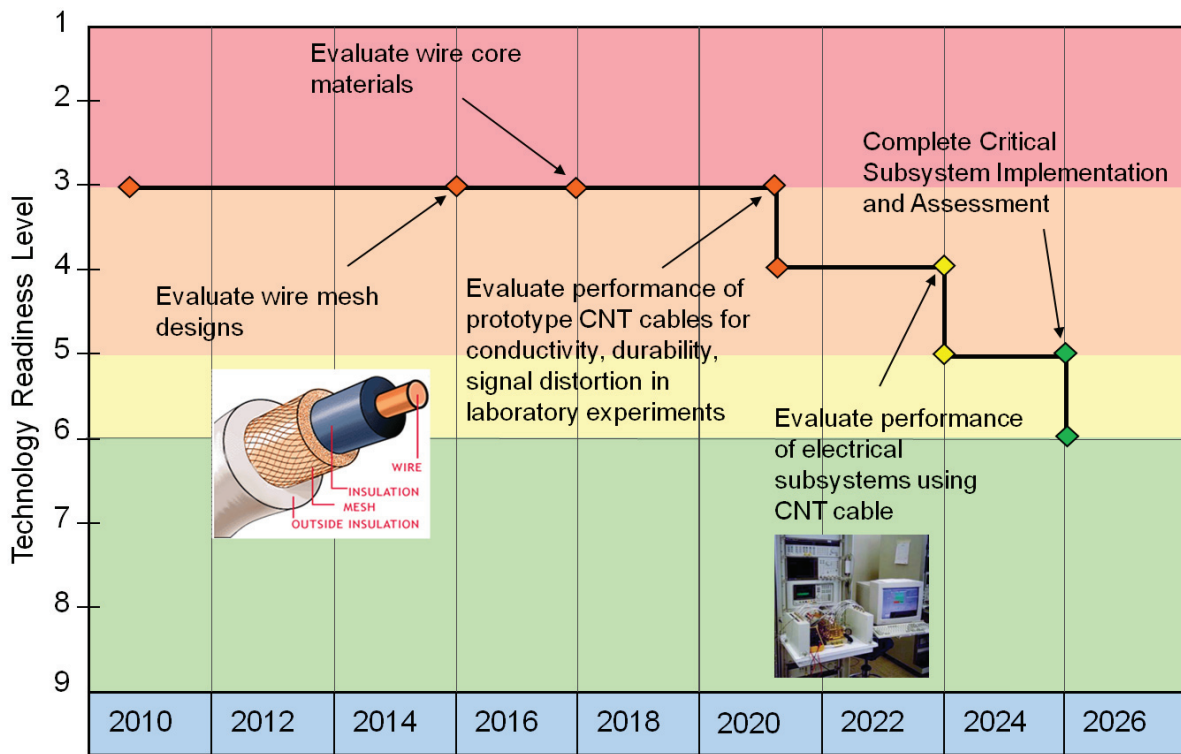 Technology Readiness Level
1
2
3
4
5
6
7
8
9
Evaluate wire core
materials
Complete Critical
Subsystem Implementation
and Assessment
Evaluate wire mesh
designs
Evaluate performance of
prototype CNT cables for
conductivity, durability,
signal distortion in
laboratory experiments
Evaluate performance
of electrical
subsystems using
CNT cable
WIRE
INSULATION
MESH
OUTSIDE INSULATION
2010 2012 2014 2016 2018 2020 2022 2024 2026